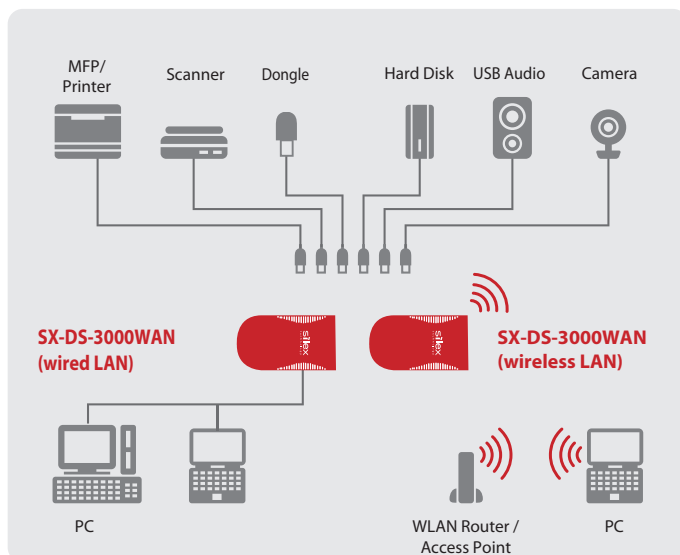 MFP/
Printer
Scanner
Dongle
Hard Disk
USB Audio
Camera
SX-DS-3000WAN
(wired LAN)
silex
silex
SX-DS-3000WAN
(wireless LAN)
PC
WLAN Router /
Access Point
PC